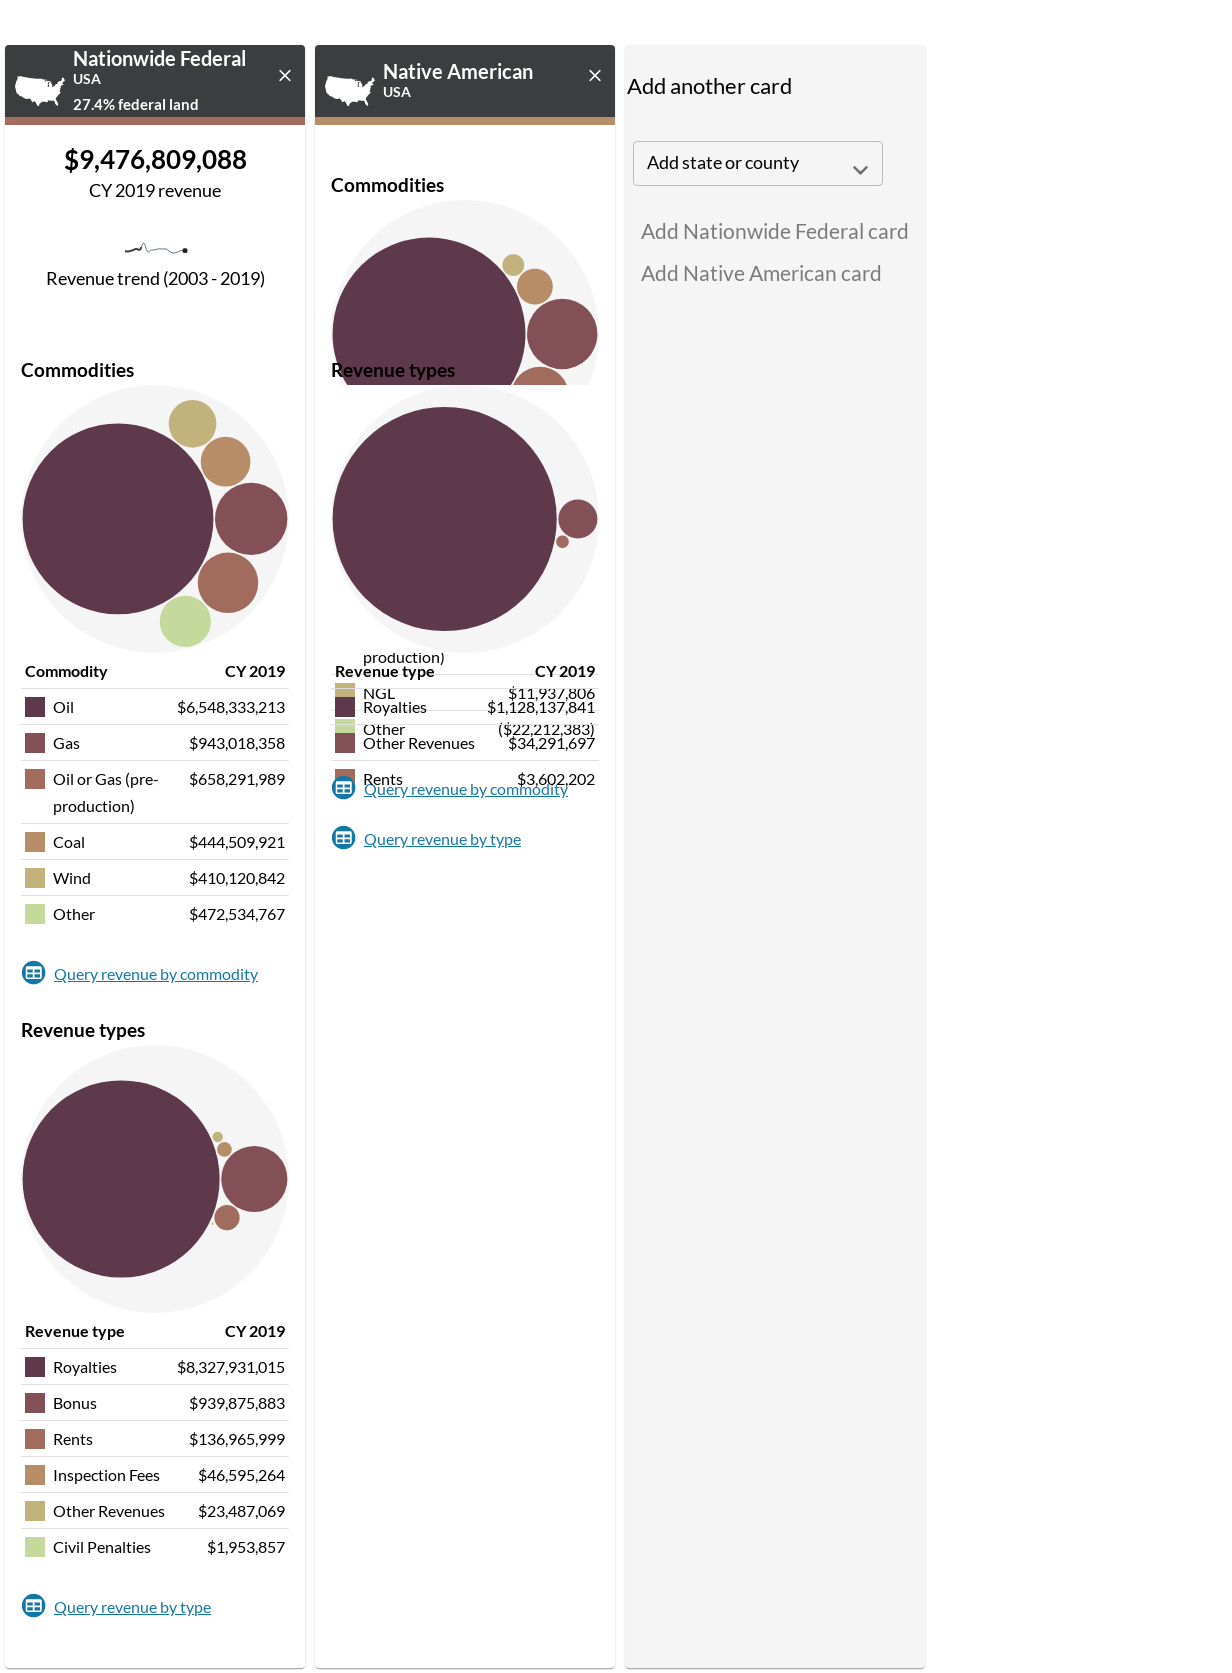 Nationwide Federal
USA
27.4% federal land
$9,476,809,088
CY 2019 revenue
Revenue trend (2003 - 2019)
Commodities
Commodity CY 2019
Oil $6,548,333,213
Gas $943,018,358
Oil or Gas (pre-
production) $658,291,989
Coal $444,509,921
Wind $410,120,842
Other $472,534,767
Query revenue by commodity
Revenue types
Revenue type CY 2019
Royalties $8,327,931,015
Bonus $939,875,883
Rents $136,965,999
Inspection Fees $46,595,264
Other Revenues $23,487,069
Civil Penalties $1,953,857
Query revenue by type
Native American
USA
Commodities
Revenue types
production)
Revenue type CY 2019
NGL $11,937,806
Royalties $1,128,137,841
Other ($22,212,383)
Other Revenues $34,291,697
Rents $3,602,202
Query revenue by commodity
Query revenue by type
Add another card
Add state or county
Add Nationwide Federal card
Add Native American card